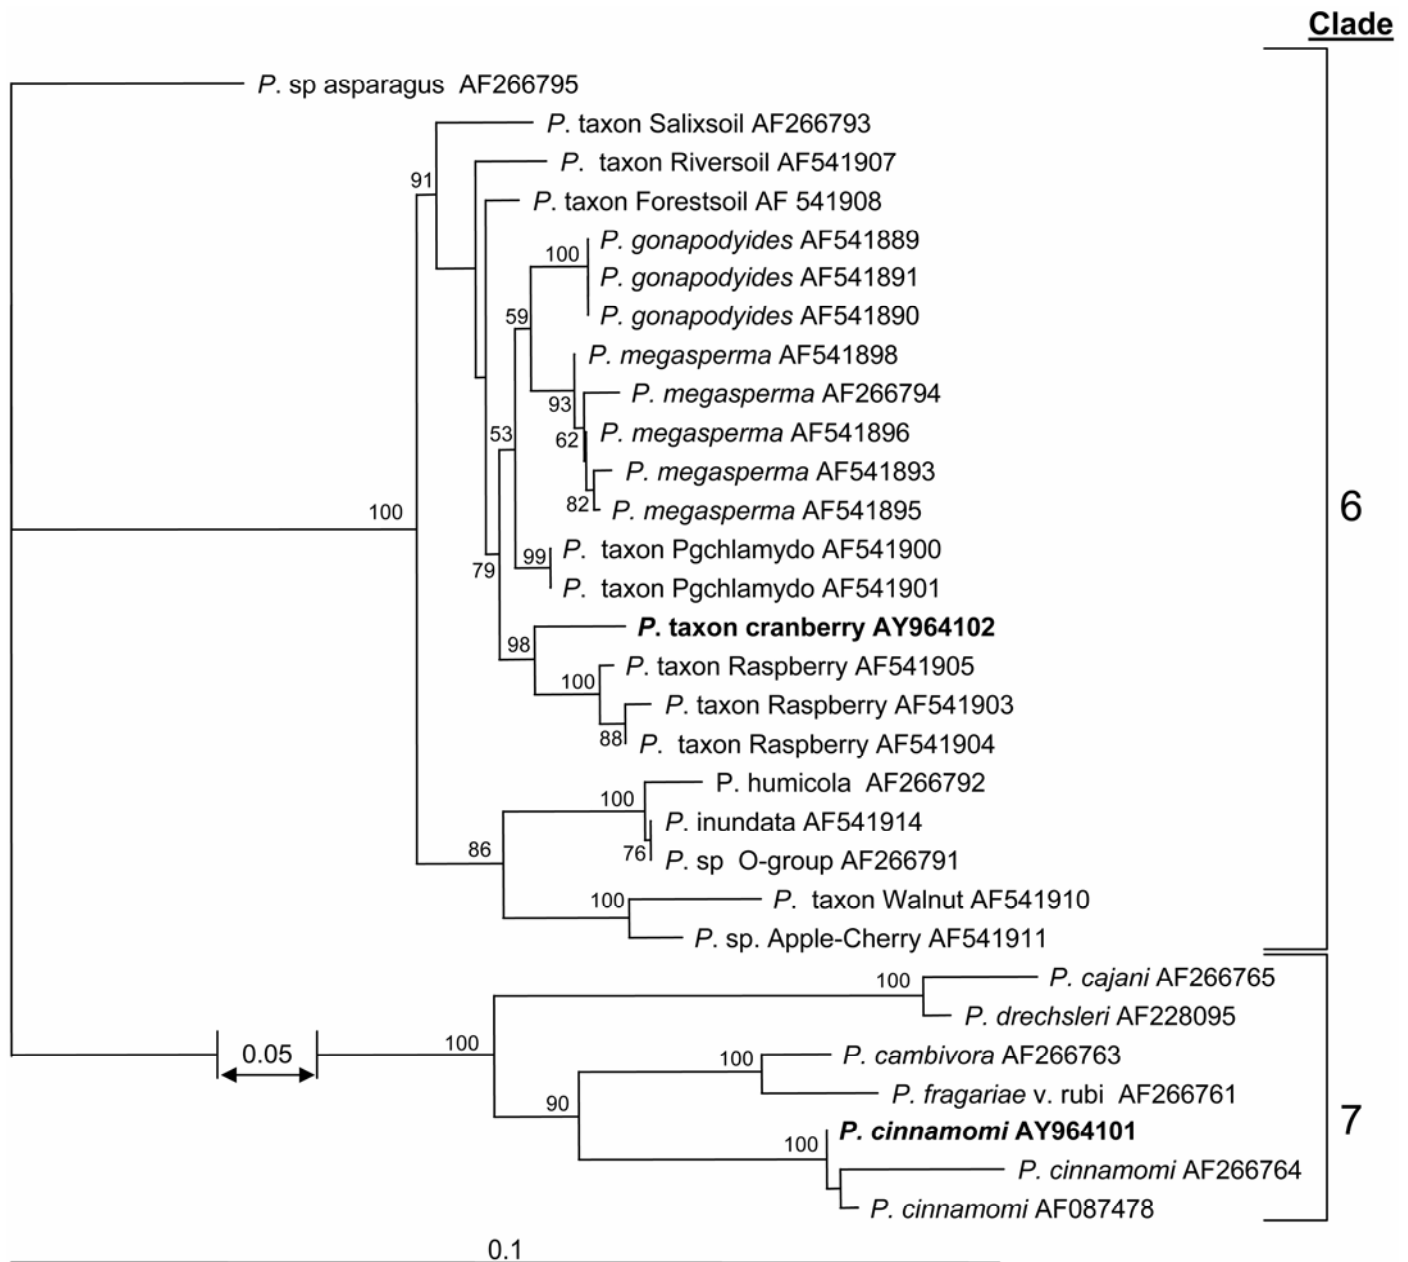 Clade
P. sp asparagus AF266795
P. taxon Salixsoil AF266793
P. taxon Riversoil AF541907
91
P. taxon Forestsoil AF 541908
P. gonapodyides AF541889
100
P. gonapodyides AF541891
P. gonapodyides AF541890
59
P. megasperma AF541898
P. megasperma AF266794
93
P. megasperma AF541896
53
62
P. megasperma AF541893
82
P. megasperma AF541895
6
100
P. taxon Pgchlamydo AF541900
99
79
P. taxon Pgchlamydo AF541901
P. taxon cranberry AY964102
98
P. taxon Raspberry AF541905
100
P. taxon Raspberry AF541903
88
P. taxon Raspberry AF541904
P. humicola AF266792
100
P. inundata AF541914
86
76
P. sp O-group AF266791
100
P. taxon Walnut AF541910
P. sp. Apple-Cherry AF541911
100
P. cajani AF266765
P. drechsleri AF228095
0.05
100
100
P. cambivora AF266763
P. fragariae v. rubi AF266761
90
7
P. cinnamomi AY964101
100
P. cinnamomi AF266764
P. cinnamomi AF087478
0.1